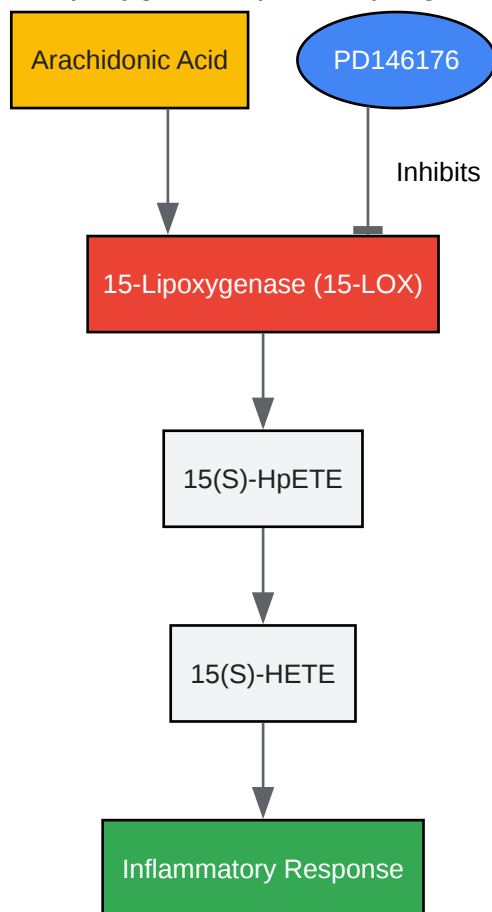 Arachidonic Acid
PD146176
Inhibits
15-Lipoxygenase (15-LOX)
15(S)-HpETE
15(S)-HETE
Inflammatory Response